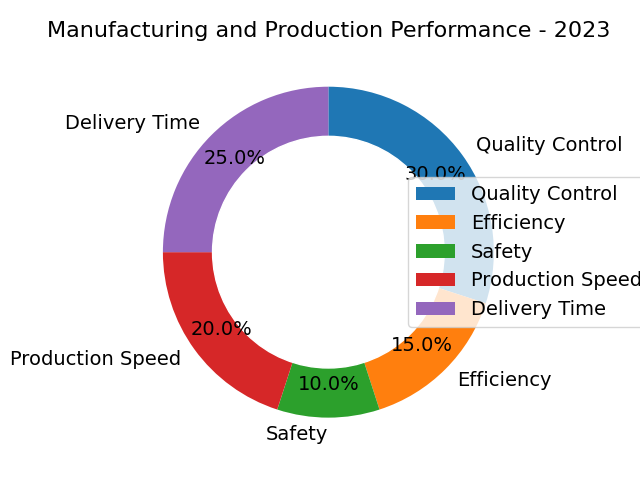 Manufacturing and Production Performance - 2023
Delivery Time
Quality Control
25.0%
30.0%
Quality Control
Efficiency
Safety
Production Speed
Delivery Time
20.0%
15.0%
Production Speed
10.0%
Efficiency
Safety